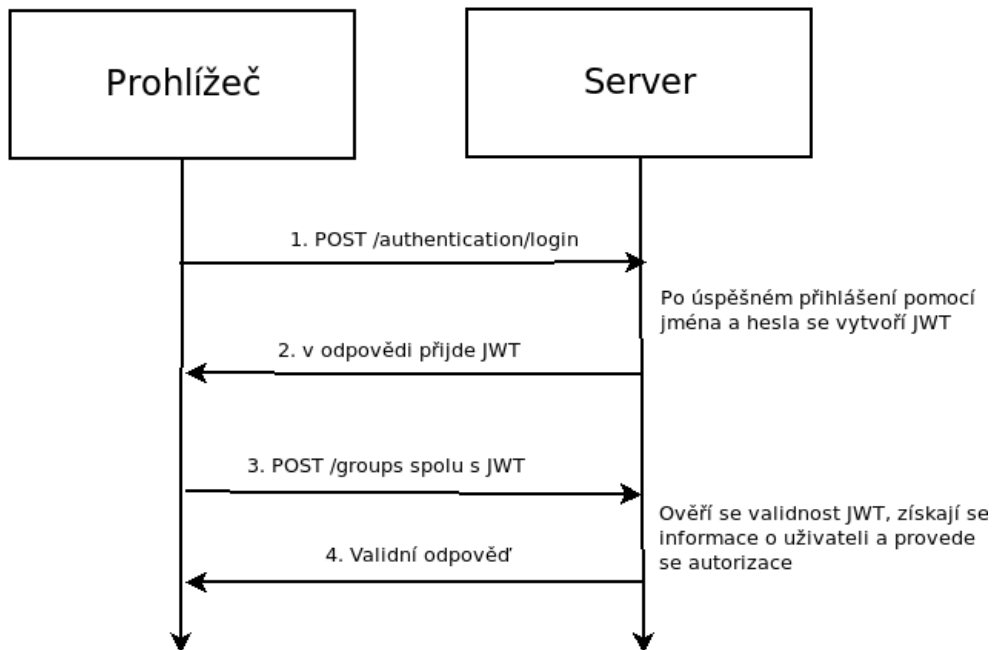 Prohlížeč
Server
1. POST /authentication/login
Po úspěšném přihlášení pomocí
jména a hesla se vytvoří JWT
2. v odpovědi přijde JWT
3. POST /groups spolu s JWT
Ověří se validnost JWT, získají se
informace o uživateli a provede
se autorizace
4. Validní odpověď